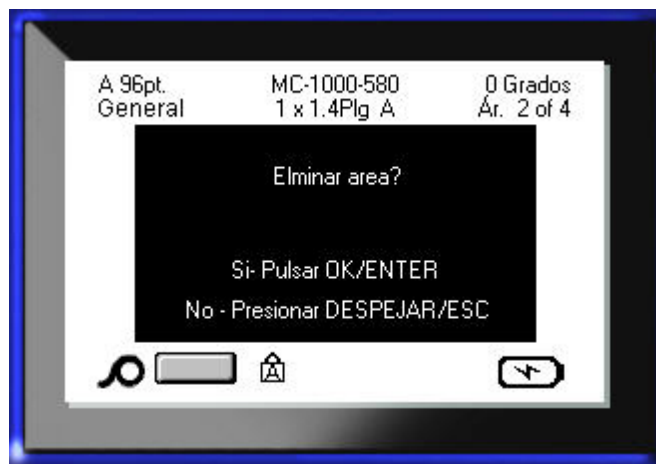 A 96pt. MC-1000-580 0 Grados
General 1 x 1.4Plg A Ár. 2 of 4
Elminar area?
Si- Pulsar OK/ENTER
No - Presionar DESPEJAR/ESC
A